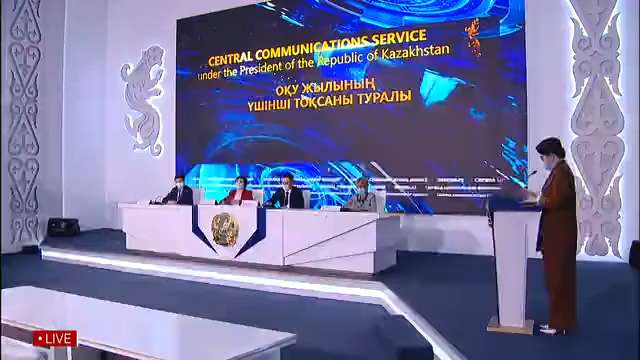 CENTRAL COMMUNICATIONS SERVICE
under the President of the Republic of Kazakhstan
ОҚУ ЖЫЛЫНЫҢ
ҮШІНШІ ТОҚСАНЫ ТУРАЛЫ
LIVE